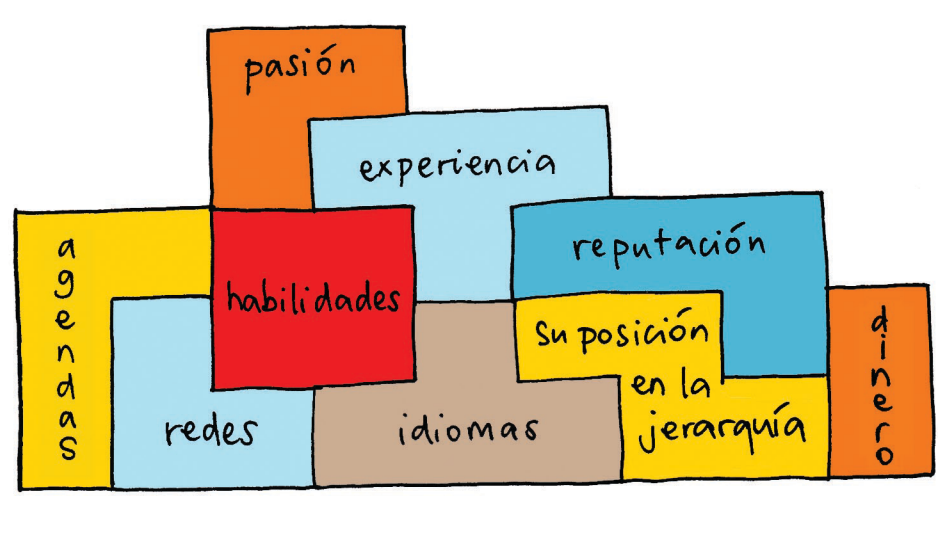 pasión
experiencia
reputación
agendas
habilidades
su posición
en la
jerarquía
dinero
redes
idiomas